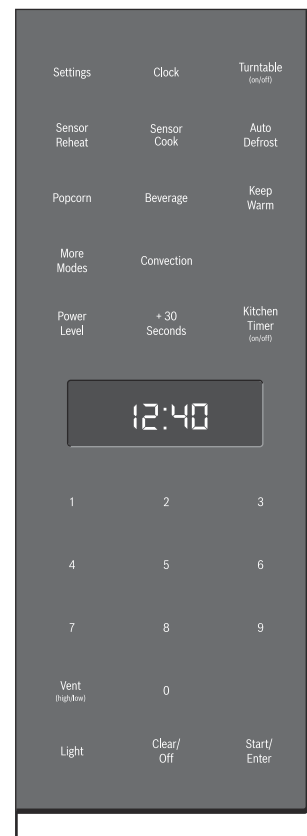 Settings
Clock
Turntable
(on/off)
Sensor
Reheat
Sensor
Cook
Auto
Defrost
Popcorn
Beverage
Keep
Warm
More
Modes
Convection
Power
Level
+ 30
Seconds
Kitchen
Timer
(on/off)
12:40
1
2
3
4
5
6
7
8
9
Vent
(high/low)
0
Light
Clear/
Off
Start/
Enter